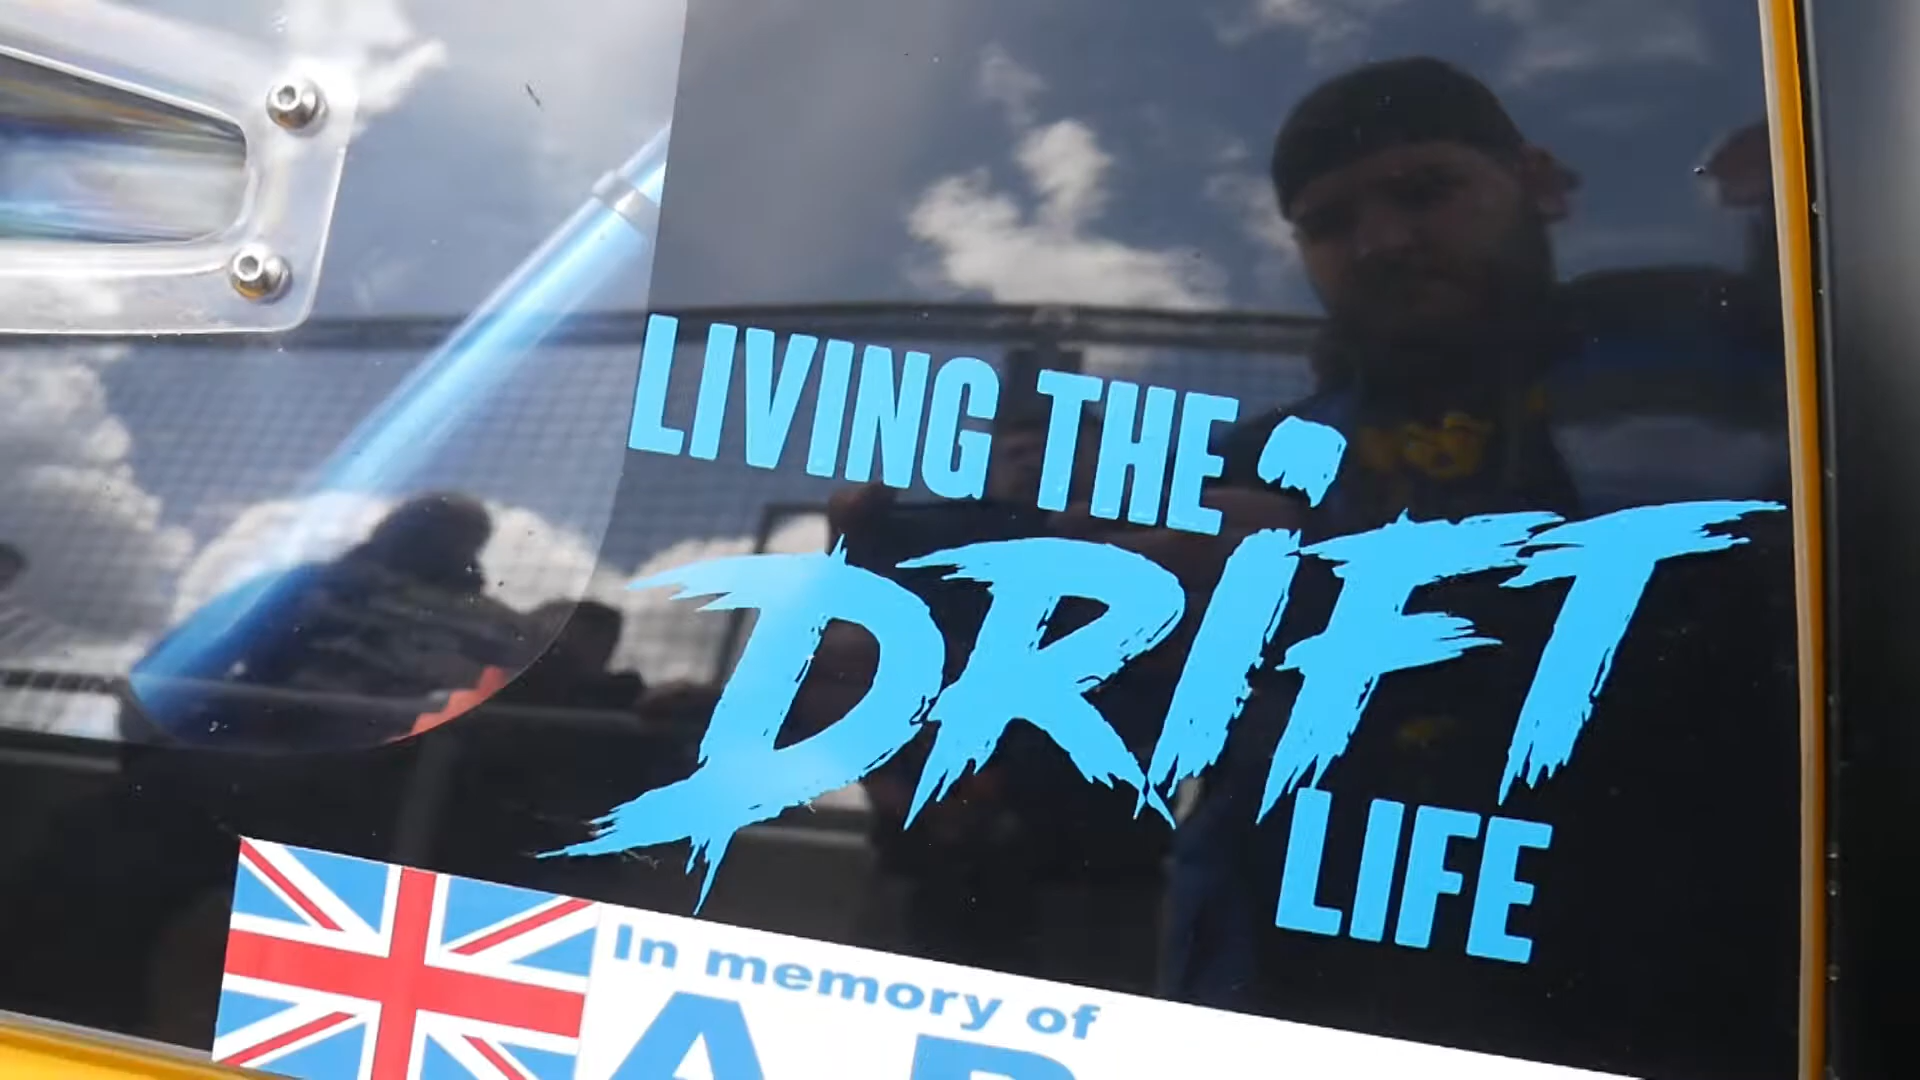 LIVING THE
DRIFT
LIFE
In memory of